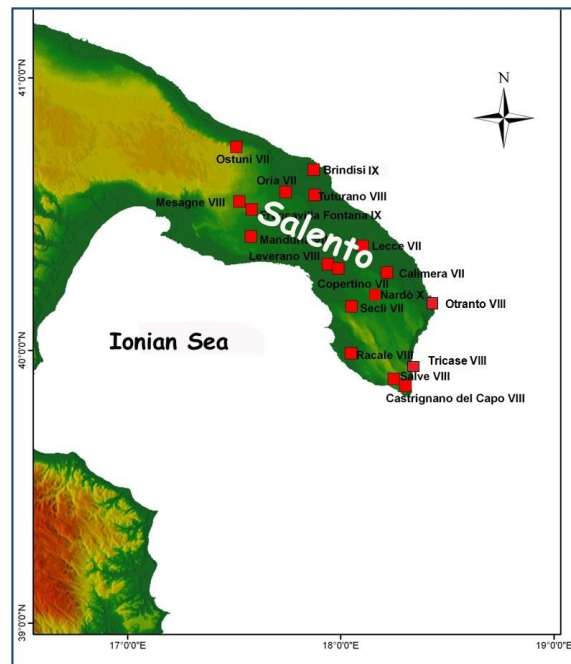 41°0'0"N
N
Ostuni VII
Brindisi IX
Oria VII
Tuturano VIII
Mesagne VIII
Fontana IX
Salento
Lecce VII
Leverano VIII
Calimera VII
Copertino VII
Nardò X
Otranto VIII
Seclì VII
Ionian Sea
40°0'0"N
Racale VIII
Tricase VIII
Salve VIII
Castrignano del Capo VIII
39°0'0"N
17°0'0"E
18°0'0"E
19°0'0"E